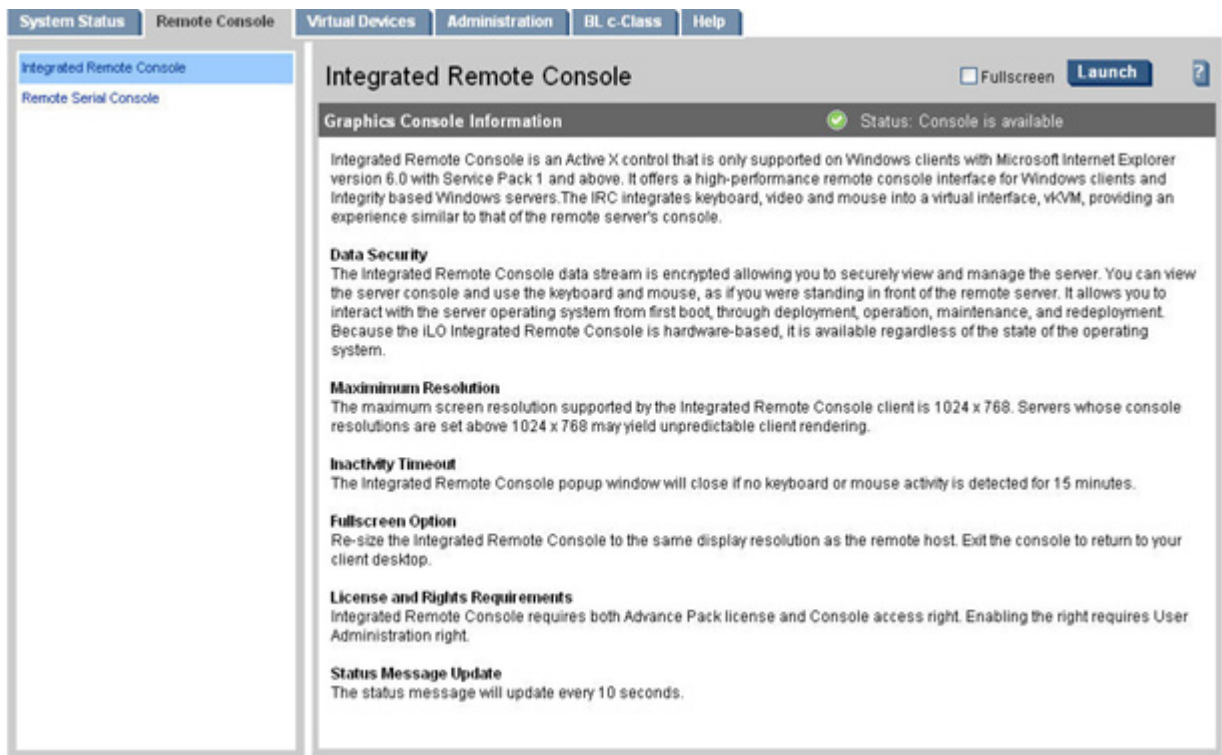 System Status Remote Console Virtual Devices Administration BL c-Class Help
Integrated Remote Console
Remote Serial Console
Integrated Remote Console Fullscreen Launch ?
Graphics Console Information Status: Console is available
Integrated Remote Console is an Active X control that is only supported on Windows clients with Microsoft Internet Explorer
version 6.0 with Service Pack 1 and above. It offers a high-performance remote console interface for Windows clients and
Integrity based Windows servers.The IRC integrates keyboard, video and mouse into a virtual interface, vKVM, providing an
experience similar to that of the remote server's console.
Data Security
The Integrated Remote Console data stream is encrypted allowing you to securely view and manage the server. You can view
the server console and use the keyboard and mouse, as if you were standing in front of the remote server. It allows you to
interact with the server operating system from first boot, through deployment, operation, maintenance, and redeployment.
Because the iLO Integrated Remote Console is hardware-based, it is available regardless of the state of the operating
system.
Maximimum Resolution
The maximum screen resolution supported by the Integrated Remote Console client is 1024 x 768. Servers whose console
resolutions are set above 1024 x 768 may yield unpredictable client rendering.
Inactivity Timeout
The Integrated Remote Console popup window will close if no keyboard or mouse activity is detected for 15 minutes.
Fullscreen Option
Re-size the Integrated Remote Console to the same display resolution as the remote host. Exit the console to return to your
client desktop.
License and Rights Requirements
Integrated Remote Console requires both Advance Pack license and Console access right. Enabling the right requires User
Administration right.
Status Message Update
The status message will update every 10 seconds.